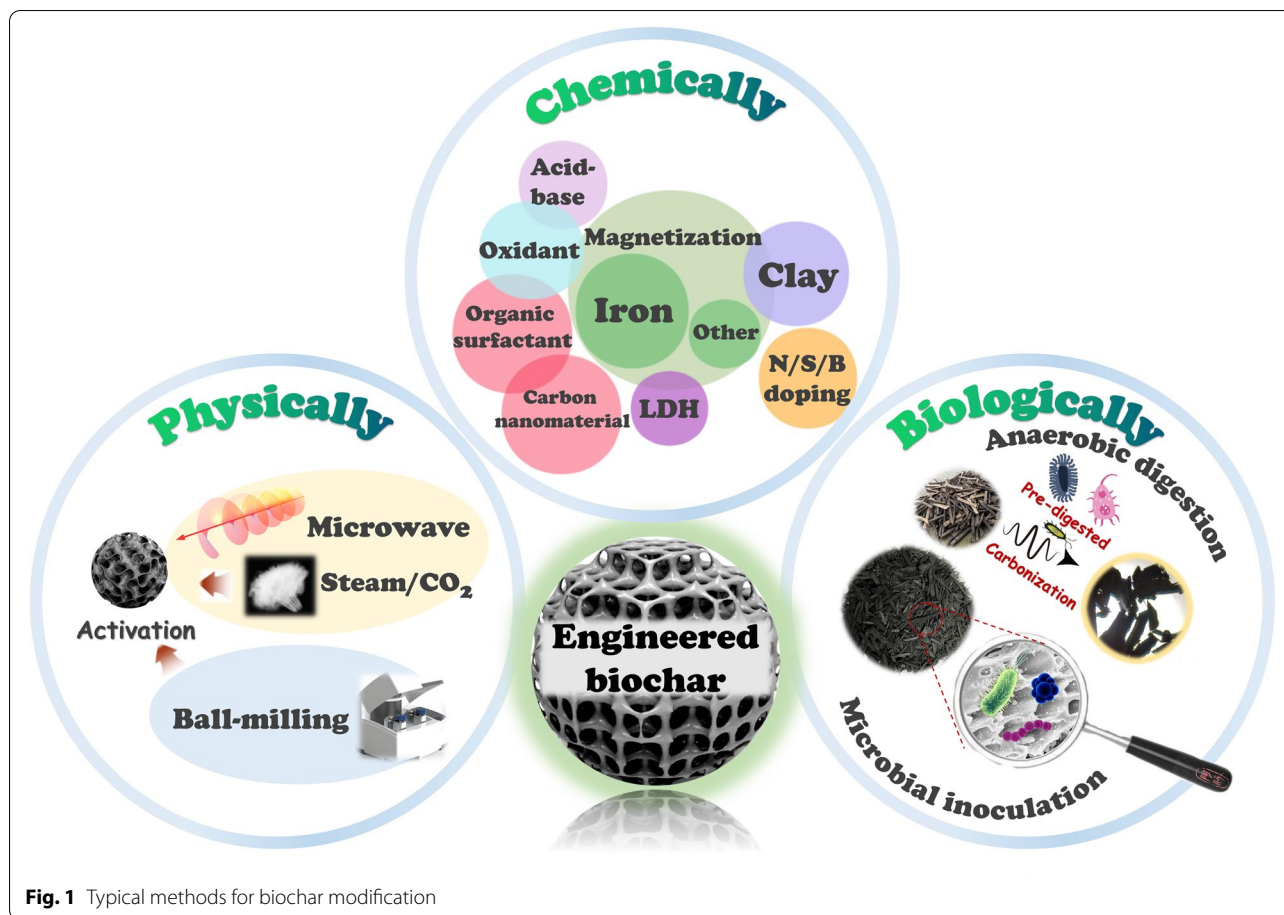 Chemically
Acid-
base
Oxidant
Magnetization
Clay
Iron
Other
Organic
surfactant
N/S/B
doping
Carbon
nanomaterial
LDH
Physically
Microwave
Steam/CO₂
Activation
Ball-milling
Engineered
biochar
Biologically
Anaerobic digestion
Pre-digested
Carbonization
Microbial inoculation
Fig. 1 Typical methods for biochar modification